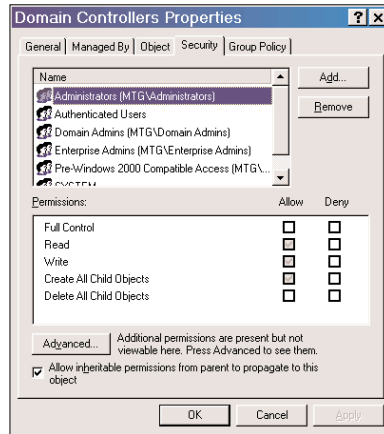 Domain Controllers Properties
General Managed By Object Security Group Policy
Name
Add...
Administrators (MTG\Administrators)
Authenticated Users
Remove
Domain Admins (MTG\Domain Admins)
Enterprise Admins (MTG\Enterprise Admins)
Pre-Windows 2000 Compatible Access (MTG\...
SYSTEM
Permissions: Allow Deny
Full Control
Read
Write
Create All Child Objects
Delete All Child Objects
Advanced... Additional permissions are present but not
viewable here. Press Advanced to see them.
Allow inheritable permissions from parent to propagate to this
object
OK Cancel Apply